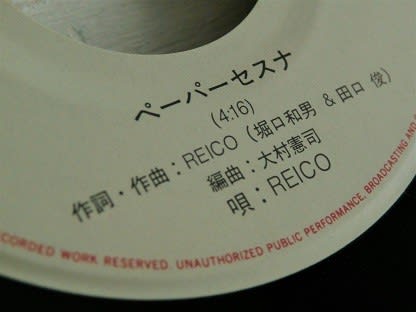 ペーパーセスナ
(4:16)
作詞・作曲：REICO（堀口和男 & 田口 俊）
編曲：大村憲司
唄：REICO
RECORDED WORK RESERVED. UNAUTHORIZED PUBLIC PERFORMANCE, BROADCASTING AND